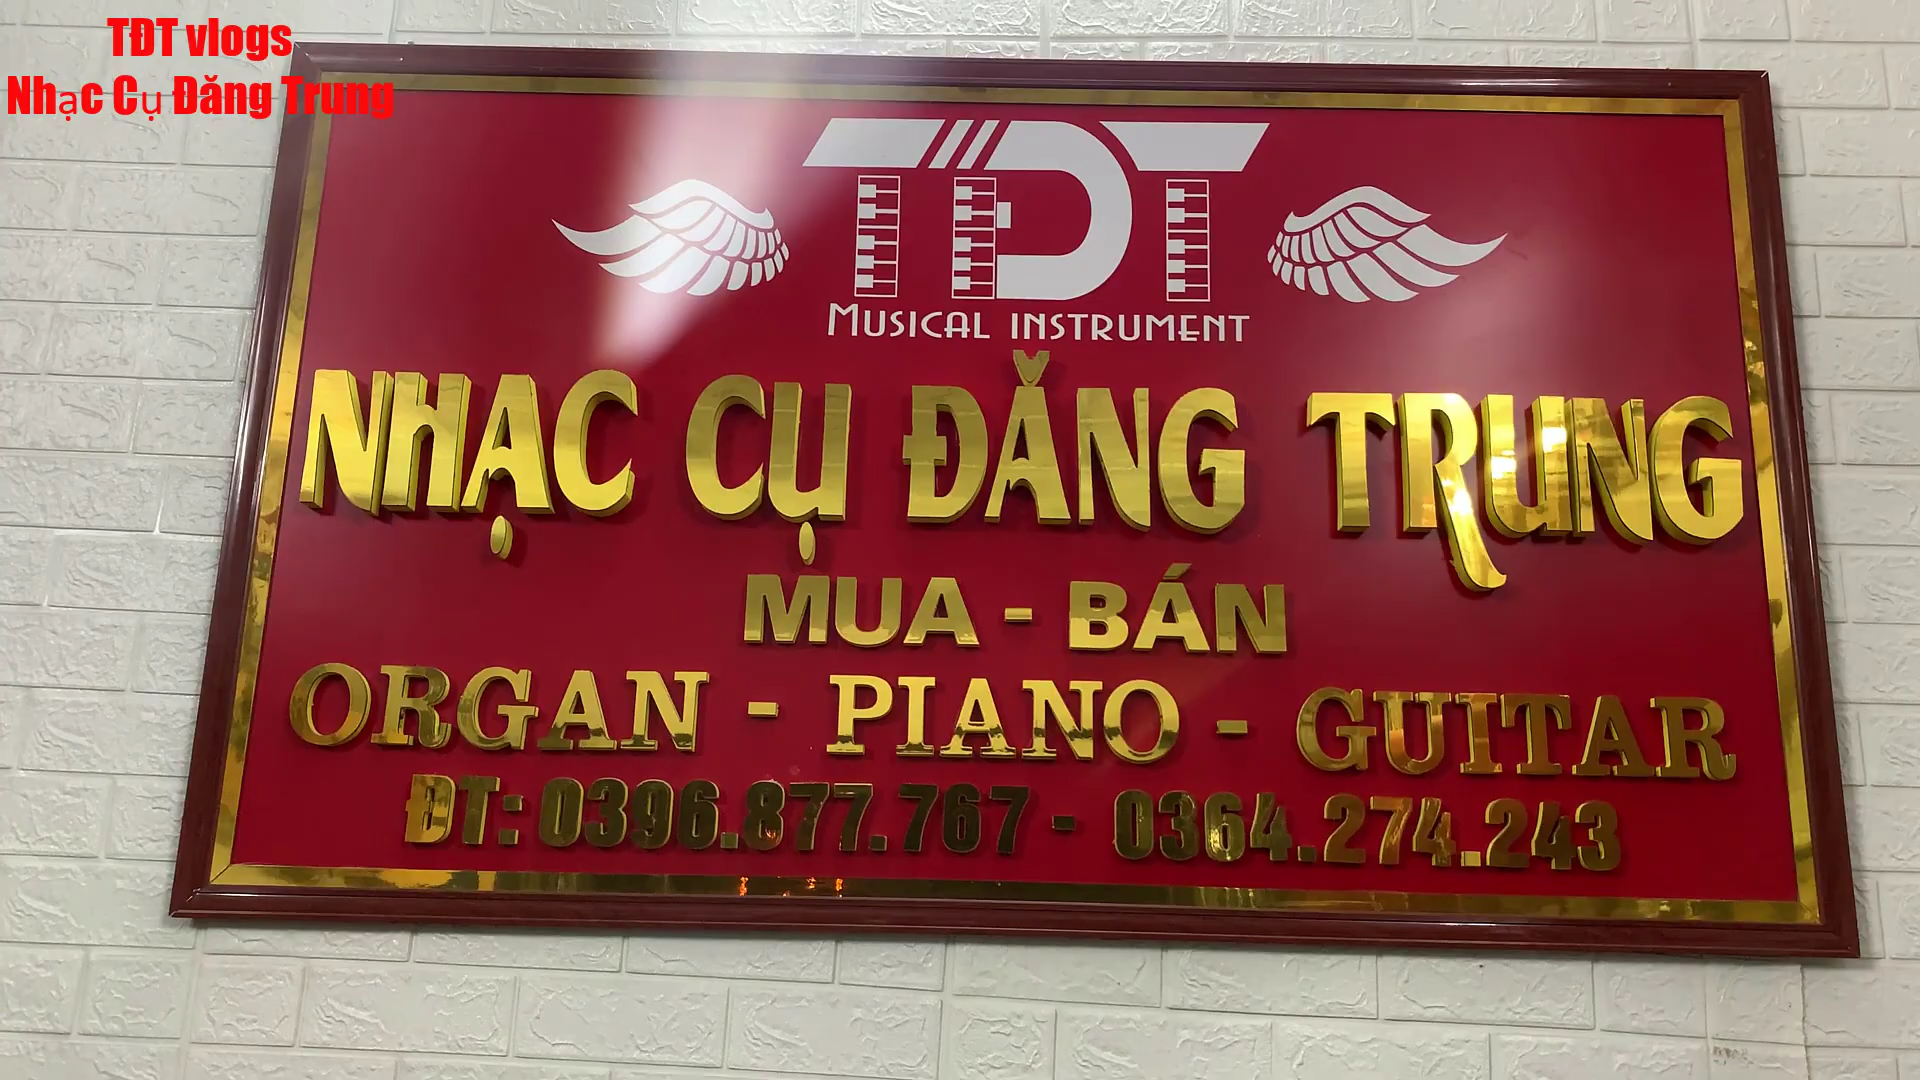 TĐT vlogs
Nhạc Cụ Đăng Trung
TĐT
MUSICAL INSTRUMENT
NHẠC CỤ ĐĂNG TRUNG
MUA - BÁN
ORGAN - PIANO - GUITAR
ĐT: 0396.877.767 - 0364.274.243